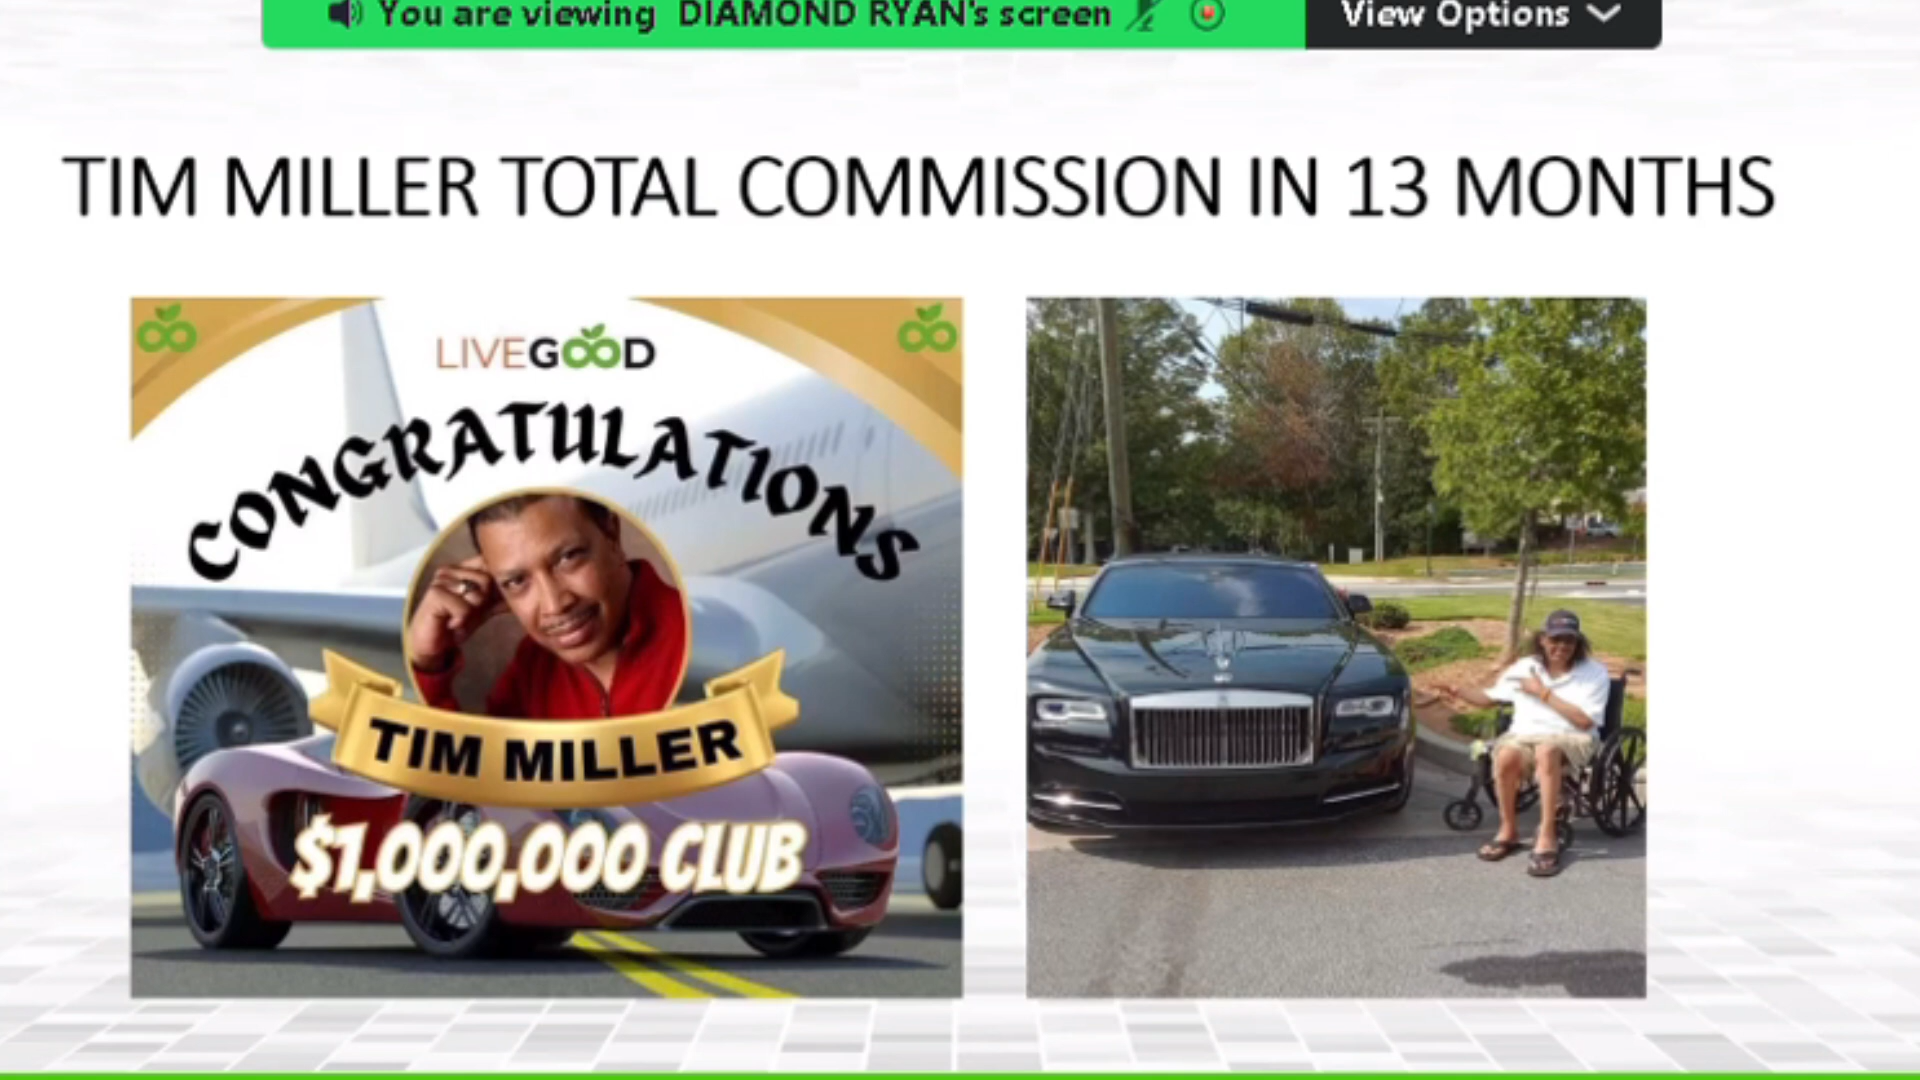 You are viewing DIAMOND RYAN's screen
View Options
TIM MILLER TOTAL COMMISSION IN 13 MONTHS
LIVEGOOD
CONGRATULATIONS
TIM MILLER
$1,000,000 CLUB